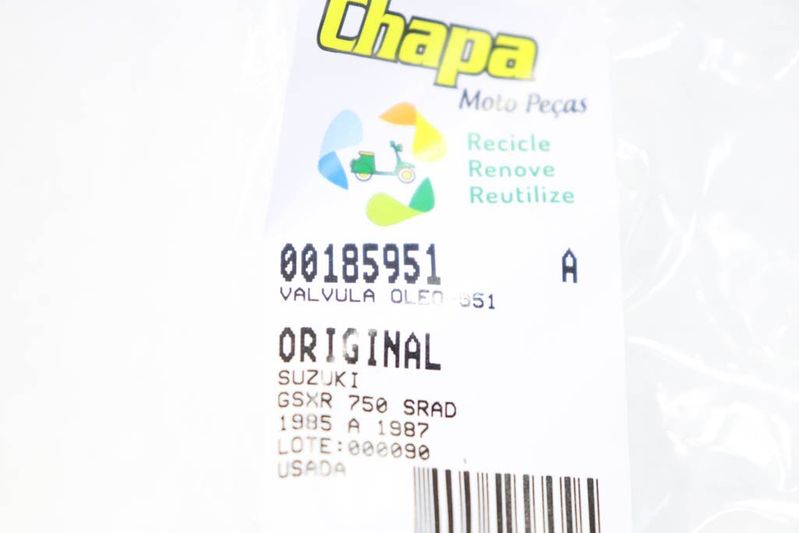 Chapa
Moto Peças
Recicle
Renove
Reutilize
00185951 A
VALVULA OLEO 951
ORIGINAL
SUZUKI
GSXR 750 SRAD
1985 A 1987
LOTE:000090
USADA